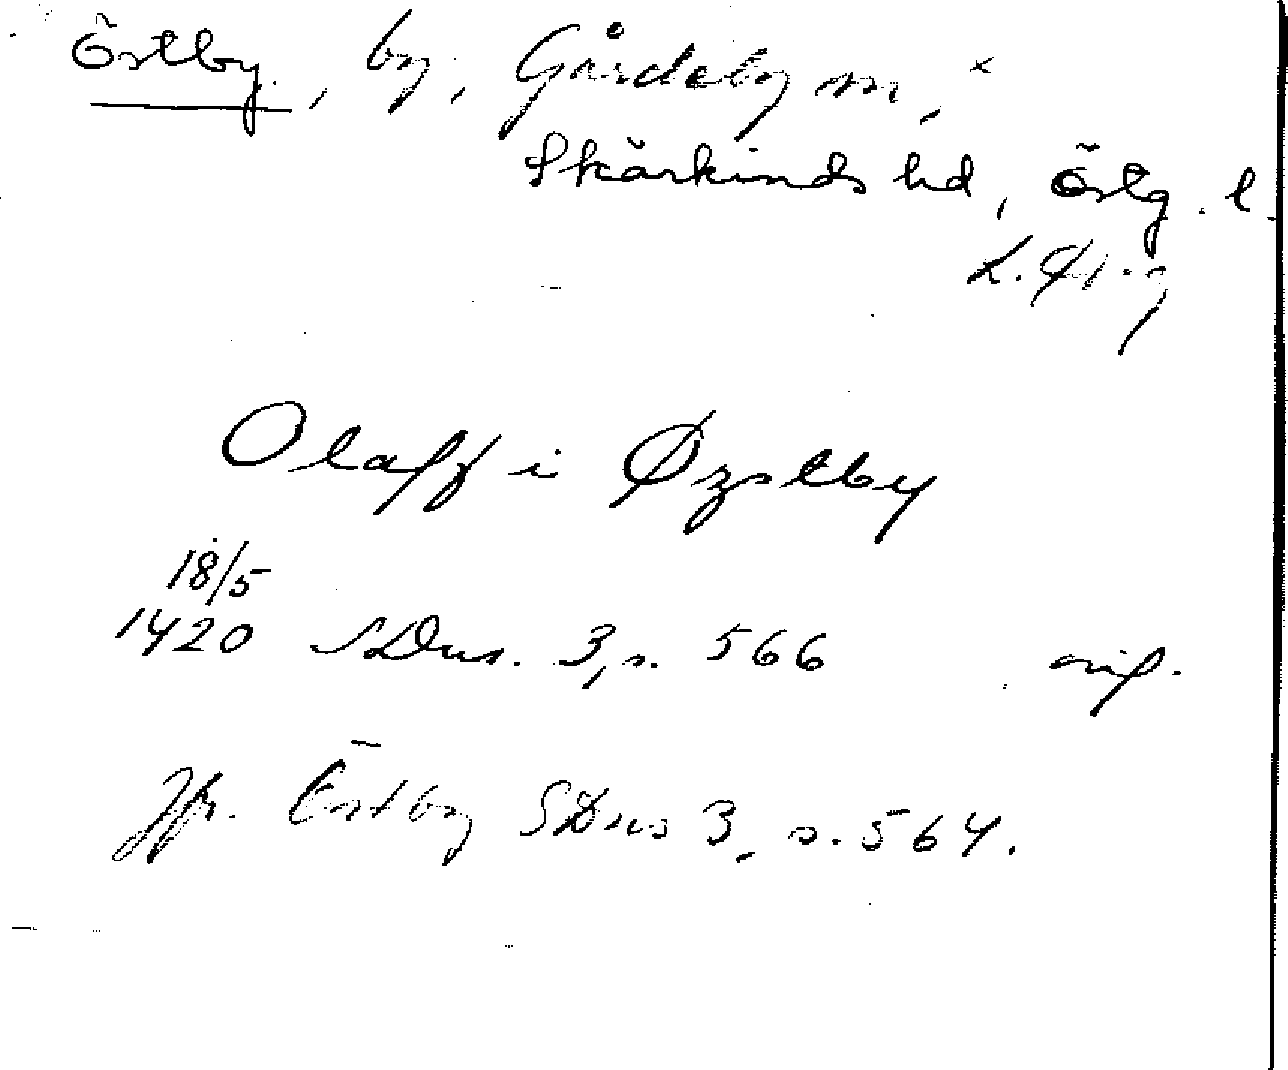 Östby, by, Gårdeby sn,
Skärkinds hd, Östg. l.
Olaff i Øzstby
18/5
1420 SDns. 3, s. 566
Jfr. Östby SDns 3, s. 564.